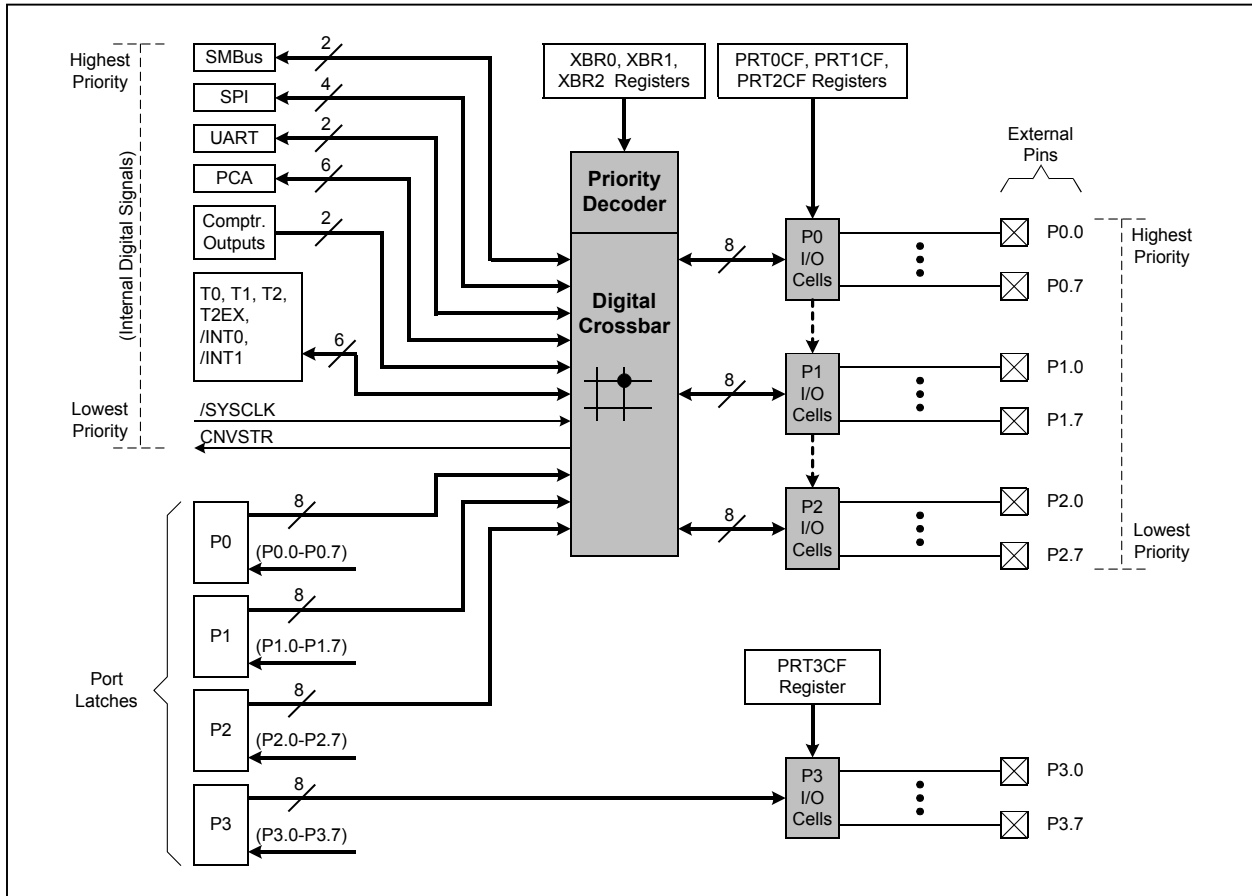 Highest
Priority
(Internal Digital Signals)
Lowest
Priority
SMBus
2
SPI
4
UART
2
PCA
6
Comptr.
Outputs
2
T0, T1, T2,
T2EX,
/INT0,
/INT1
6
/SYSCLK
CNVSTR
XBR0, XBR1,
XBR2 Registers
PRT0CF, PRT1CF,
PRT2CF Registers
Priority
Decoder
Digital
Crossbar
External
Pins
8
P0
I/O
Cells
P0.0
P0.7
8
P1
I/O
Cells
P1.0
P1.7
8
P2
I/O
Cells
P2.0
P2.7
Highest
Priority
Lowest
Priority
Port
Latches
P0
8
(P0.0-P0.7)
P1
8
(P1.0-P1.7)
P2
8
(P2.0-P2.7)
P3
8
(P3.0-P3.7)
PRT3CF
Register
P3
I/O
Cells
P3.0
P3.7